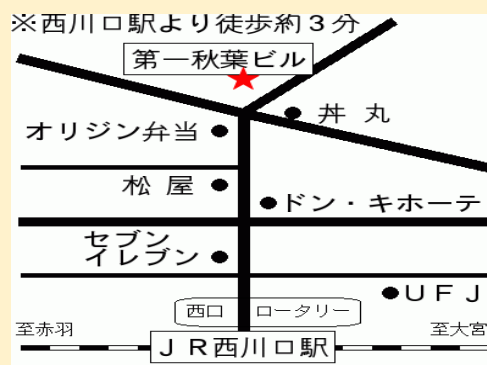 ※西川口駅より徒歩約３分
第一秋葉ビル
丼 丸
オリジン弁当
松 屋
ドン・キホーテ
セブン
イレブン
ＵＦＪ
西口 ロータリー
至赤羽 至大宮
ＪＲ西川口駅